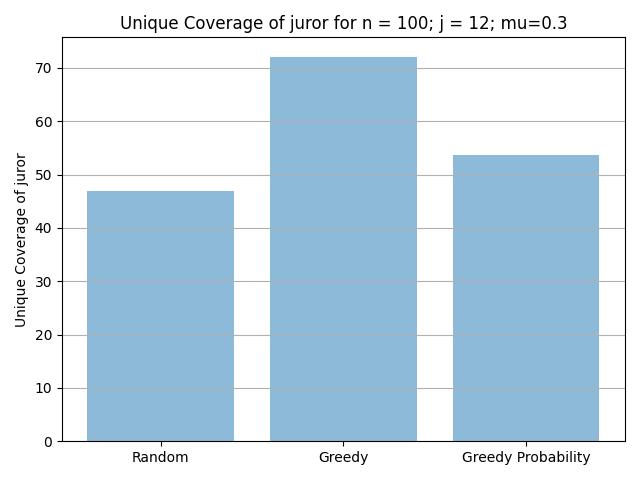 Unique Coverage of juror for n = 100; j = 12; mu=0.3
Unique Coverage of juror
70
60
50
40
30
20
10
0
Random
Greedy
Greedy Probability